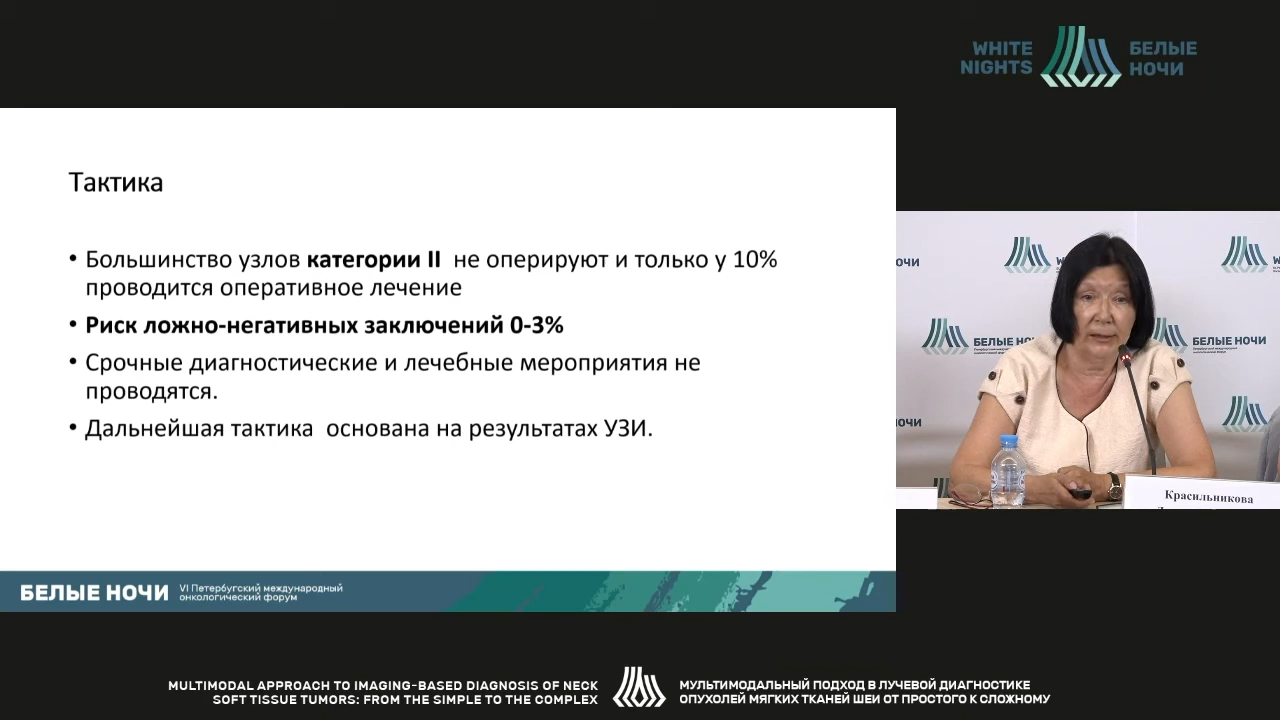 WHITE
NIGHTS
БЕЛЫЕ
НОЧИ
Тактика
• Большинство узлов категории II не оперируют и только у 10%
проводится оперативное лечение
• Риск ложно-негативных заключений 0-3%
• Срочные диагностические и лечебные мероприятия не
проводятся.
• Дальнейшая тактика основана на результатах УЗИ.
БЕЛЫЕ НОЧИ
VI Петербургский международный
онкологический форум
БЕЛЫЕ НОЧИ
Красильникова
MULTIMODAL APPROACH TO IMAGING-BASED DIAGNOSIS OF NECK
SOFT TISSUE TUMORS: FROM THE SIMPLE TO THE COMPLEX
МУЛЬТИМОДАЛЬНЫЙ ПОДХОД В ЛУЧЕВОЙ ДИАГНОСТИКЕ
ОПУХОЛЕЙ МЯГКИХ ТКАНЕЙ ШЕИ ОТ ПРОСТОГО К СЛОЖНОМУ